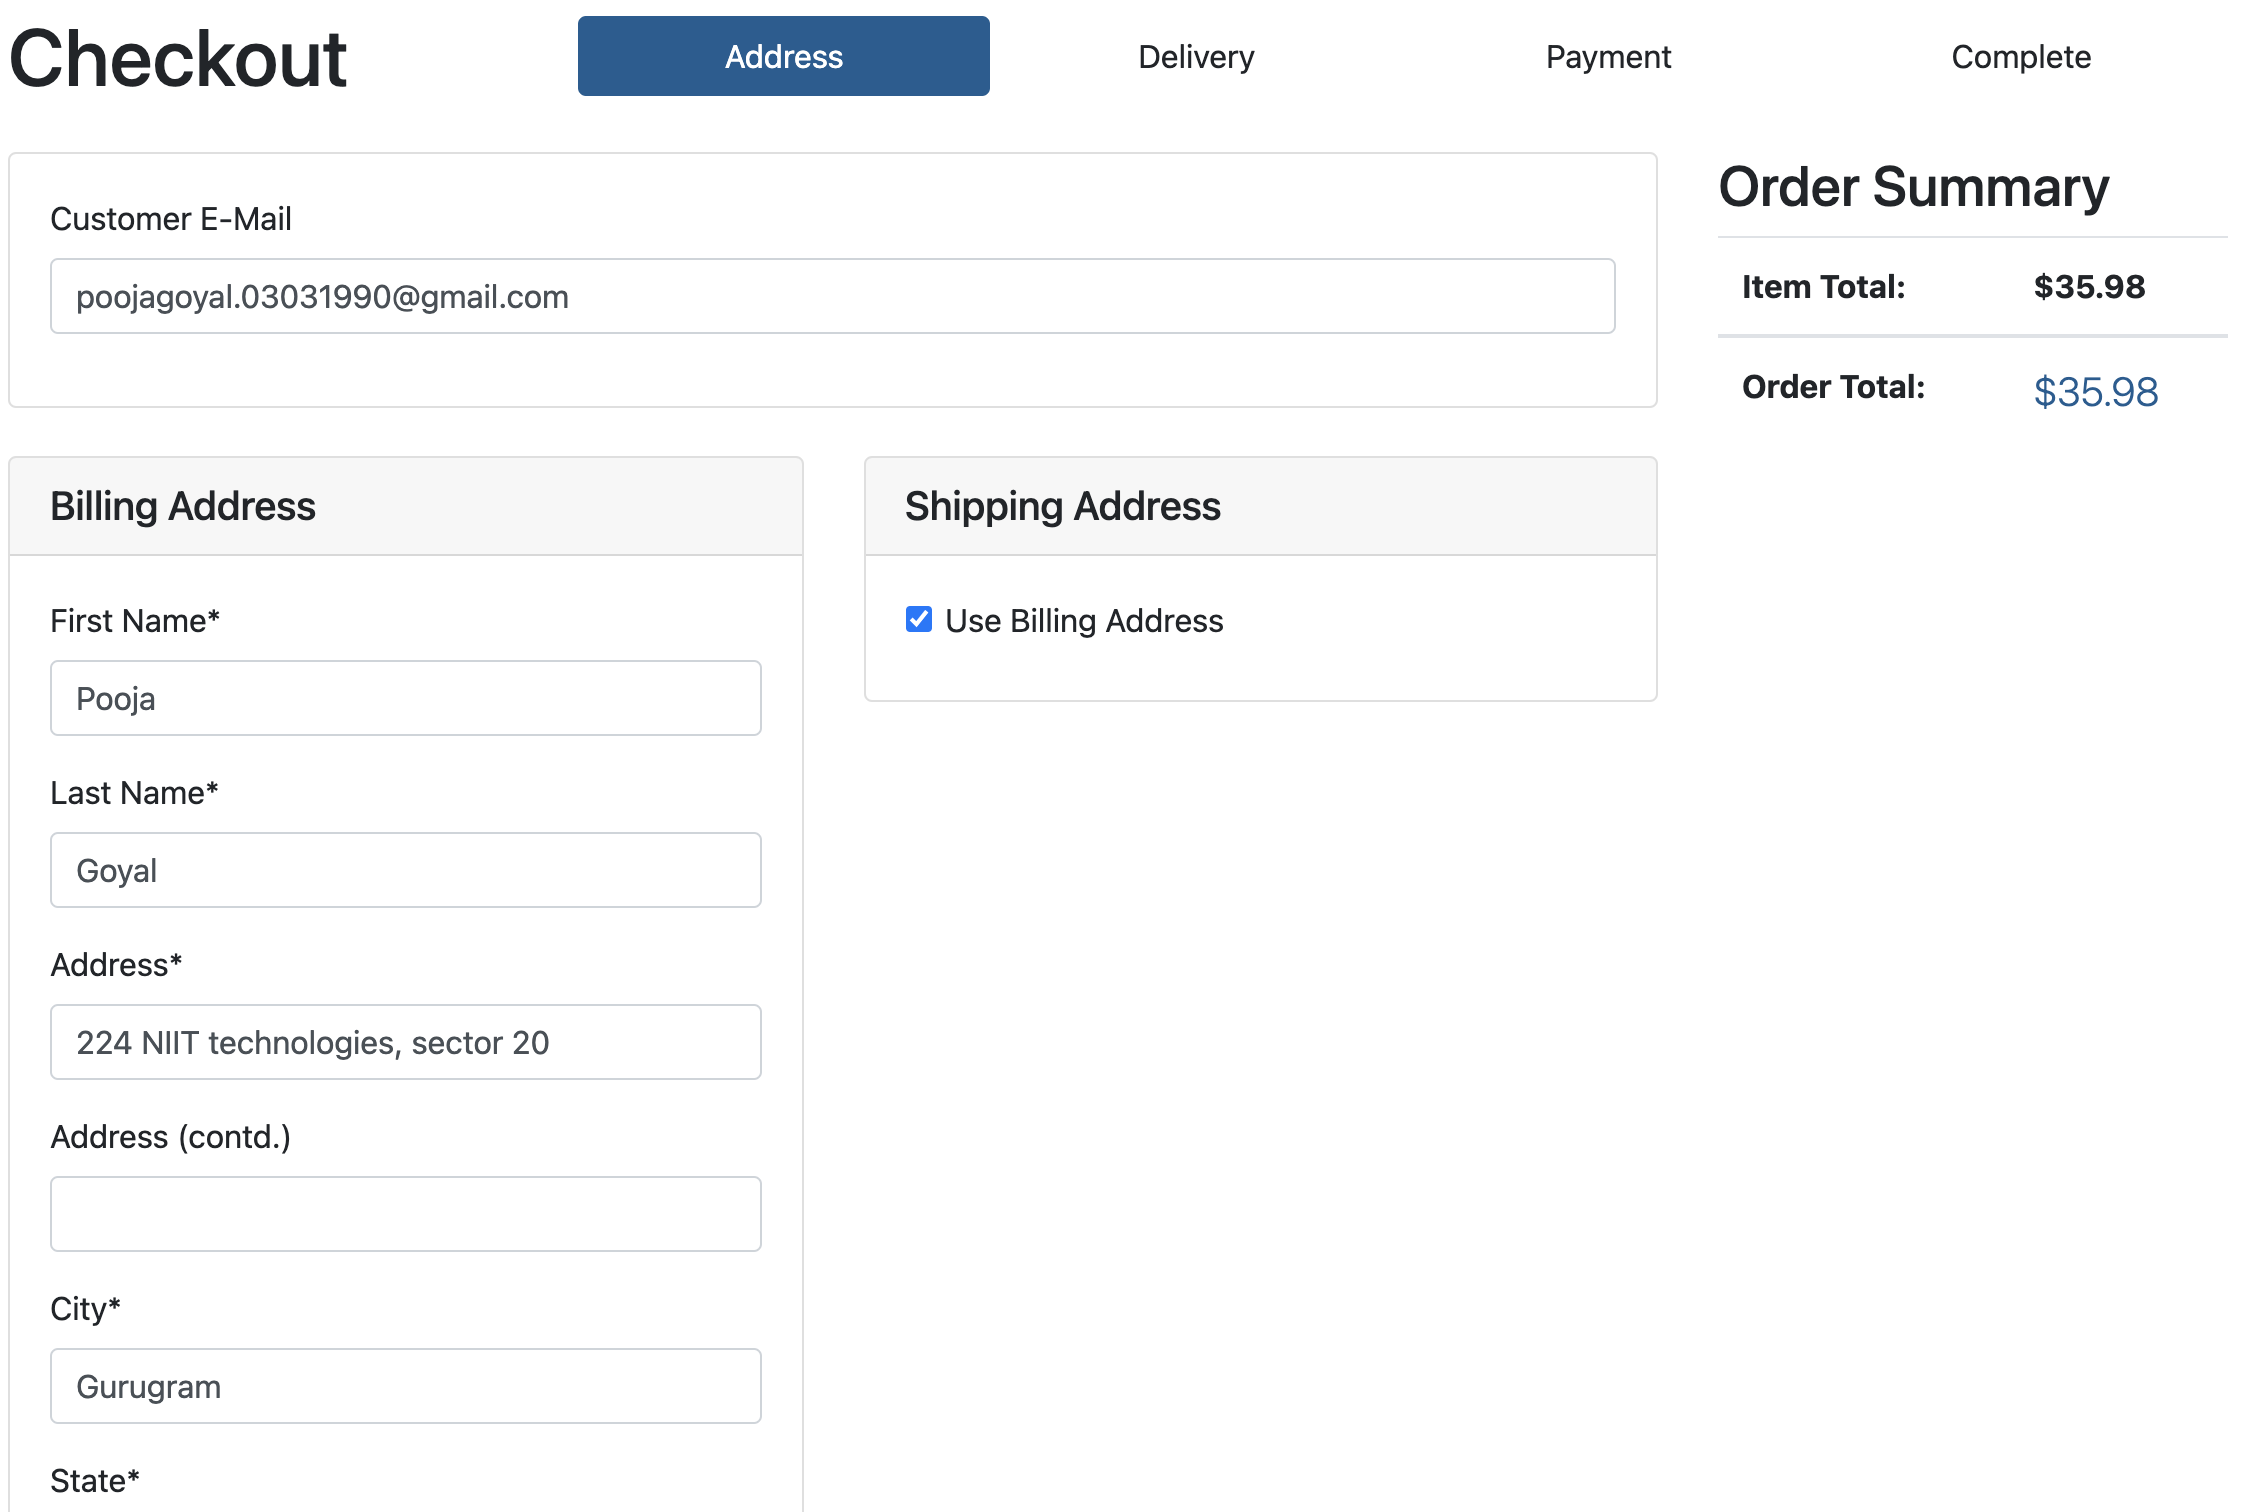 Checkout
Address
Delivery
Payment
Complete
Customer E-Mail
poojagoyal.03031990@gmail.com
Order Summary
Item Total: $35.98
Order Total: $35.98
Billing Address
First Name*
Pooja
Last Name*
Goyal
Address*
224 NIIT technologies, sector 20
Address (contd.)
City*
Gurugram
State*
Shipping Address
Use Billing Address